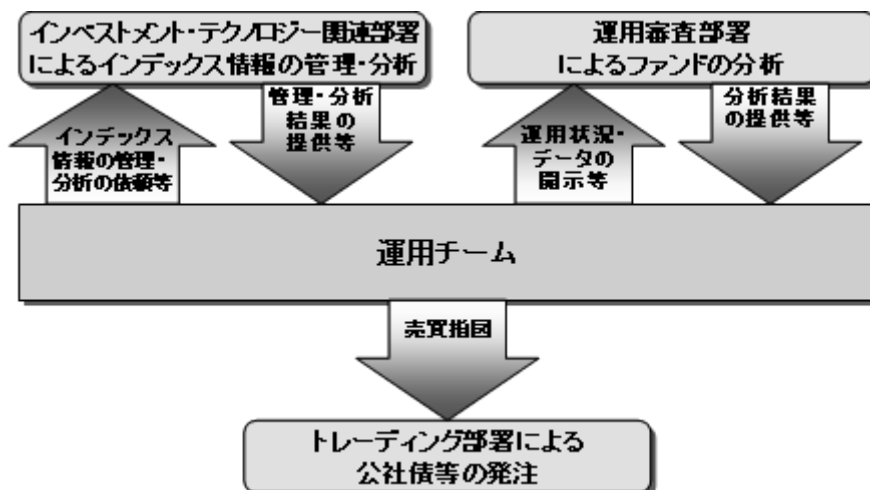 インベストメント・テクノロジー関連部署
によるインデックス情報の管理・分析
運用審査部署
によるファンドの分析
インデックス
情報の管理・
分析の依頼等
管理・分析
結果の
提供等
運用状況・
データの
開示等
分析結果
の提供等
運用チーム
売買指図
トレーディング部署による
公社債等の発注